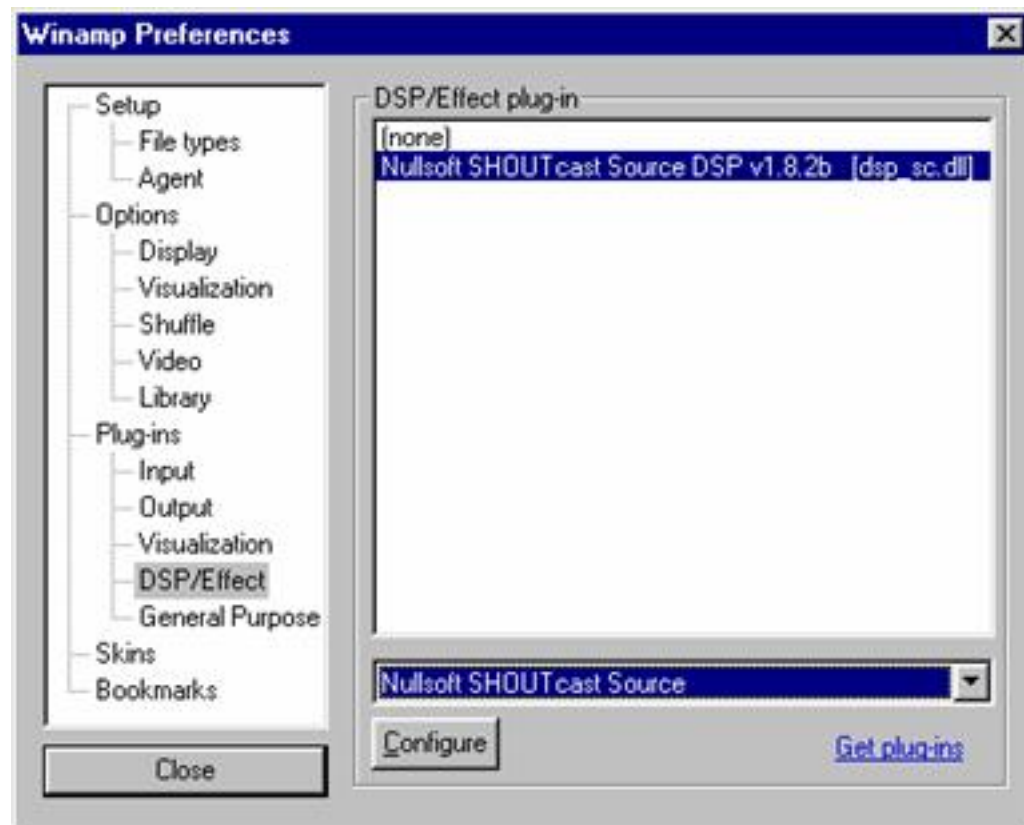 Winamp Preferences
Setup
File types
Agent
Options
Display
Visualization
Shuffle
Video
Library
Plug-ins
Input
Output
Visualization
DSP/Effect
General Purpose
Skins
Bookmarks
Close
DSP/Effect plug-in
(none)
Nullsoft SHOUTcast Source DSP v1.8.2b [dsp_sc.dll]
Nullsoft SHOUTcast Source
Configure
Get plug-ins